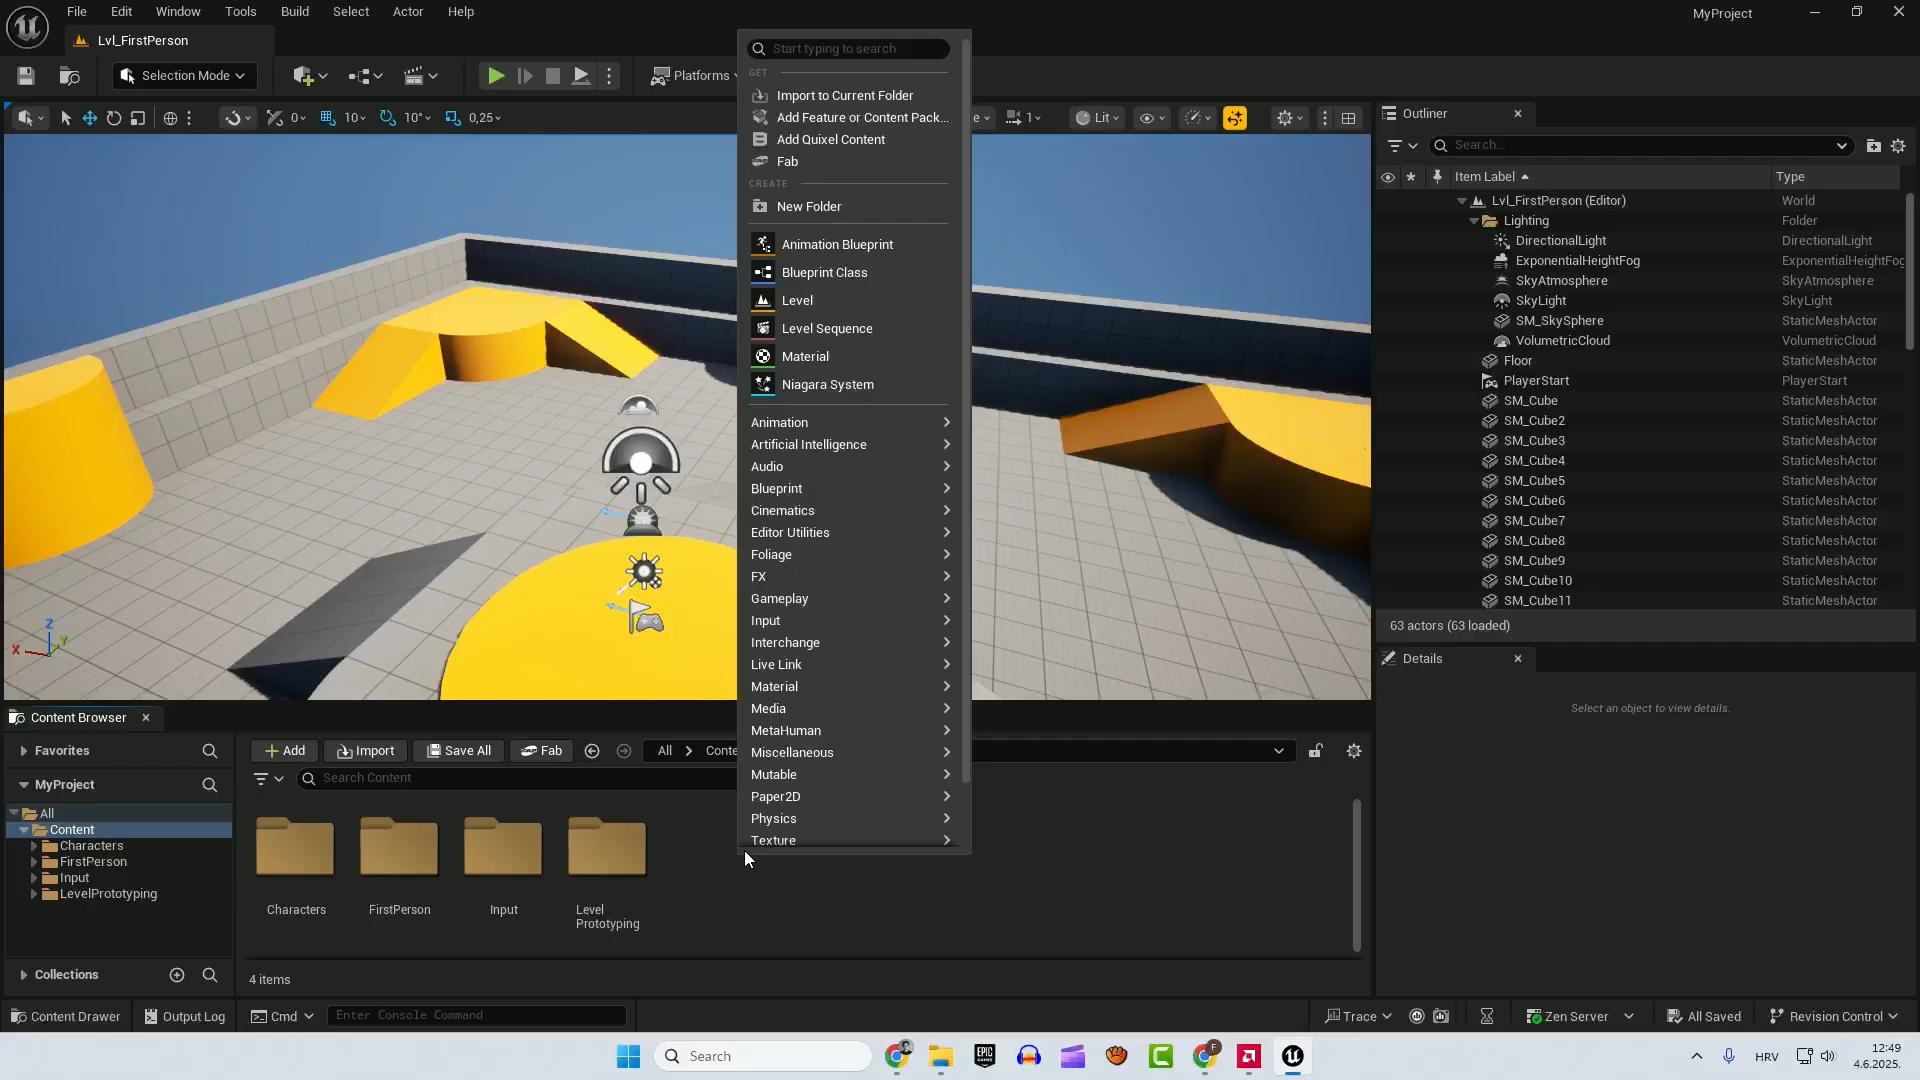 File Edit Window Tools Build Select Actor Help
MyProject
Lvl_FirstPerson
Selection Mode
Platforms
0
10
10°
0,25
1
Lit
Start typing to search
GET
Import to Current Folder
Add Feature or Content Pack...
Add Quixel Content
Fab
CREATE
New Folder
Animation Blueprint
Blueprint Class
Level
Level Sequence
Material
Niagara System
Animation
Artificial Intelligence
Audio
Blueprint
Cinematics
Editor Utilities
Foliage
FX
Gameplay
Input
Interchange
Live Link
Material
Media
MetaHuman
Miscellaneous
Mutable
Paper2D
Physics
Texture
Z
X
Y
Outliner
Search...
Item Label Type
Lvl_FirstPerson (Editor) World
Lighting Folder
DirectionalLight DirectionalLight
ExponentialHeightFog ExponentialHeightFog
SkyAtmosphere SkyAtmosphere
SkyLight SkyLight
SM_SkySphere StaticMeshActor
VolumetricCloud VolumetricCloud
Floor StaticMeshActor
PlayerStart PlayerStart
SM_Cube StaticMeshActor
SM_Cube2 StaticMeshActor
SM_Cube3 StaticMeshActor
SM_Cube4 StaticMeshActor
SM_Cube5 StaticMeshActor
SM_Cube6 StaticMeshActor
SM_Cube7 StaticMeshActor
SM_Cube8 StaticMeshActor
SM_Cube9 StaticMeshActor
SM_Cube10 StaticMeshActor
SM_Cube11 StaticMeshActor
63 actors (63 loaded)
Details
Select an object to view details.
Content Browser
Favorites
MyProject
All
Content
Characters
FirstPerson
Input
LevelPrototyping
Collections
Add Import Save All Fab All Conte
Search Content
Characters
FirstPerson
Input
Level
Prototyping
4 items
Content Drawer Output Log Cmd Enter Console Command Trace Zen Server All Saved Revision Control
Search
EPIC
GAMES
F
HRV
12:49
4.6.2025.